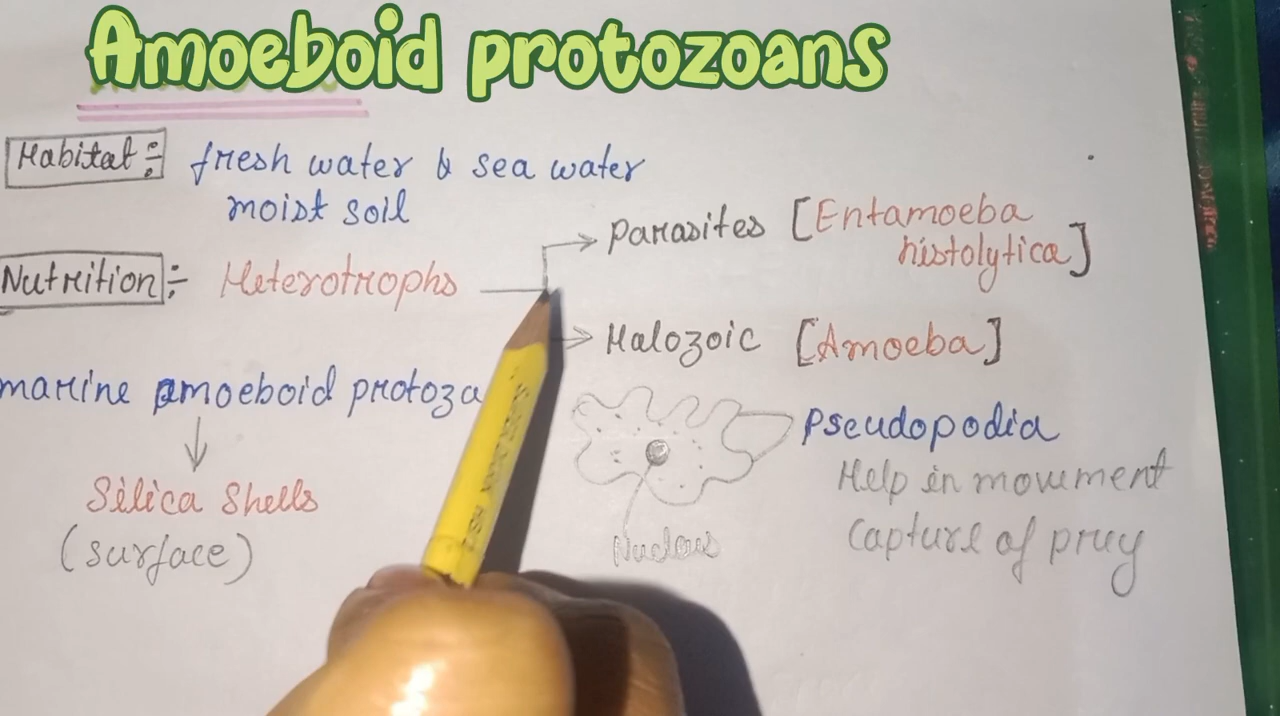 Amoeboid protozoans
Habitat÷ fresh water & sea water
moist soil
Nutrition÷ Heterotrophs
Parasites [Entamoeba
histolytica]
Halozoic [Amoeba]
marine amoeboid protoza
Silica Shells
(surface)
Pseudopodia
Help in movement
Capture of prey
Nucleus